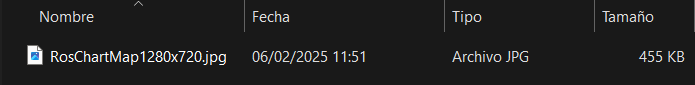 Nombre Fecha Tipo Tamaño
RosChartMap1280x720.jpg 06/02/2025 11:51 Archivo JPG 455 KB